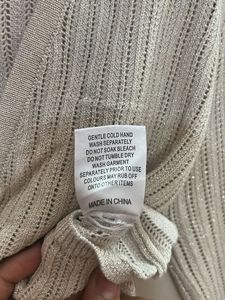 GENTLE COLD HAND
WASH SEPARATELY
DO NOT SOAK BLEACH
DO NOT TUMBLE DRY
WASH GARMENT
SEPARATELY PRIOR TO USE
COLOURS MAY RUB OFF
ONTO OTHER ITEMS
MADE IN CHINA